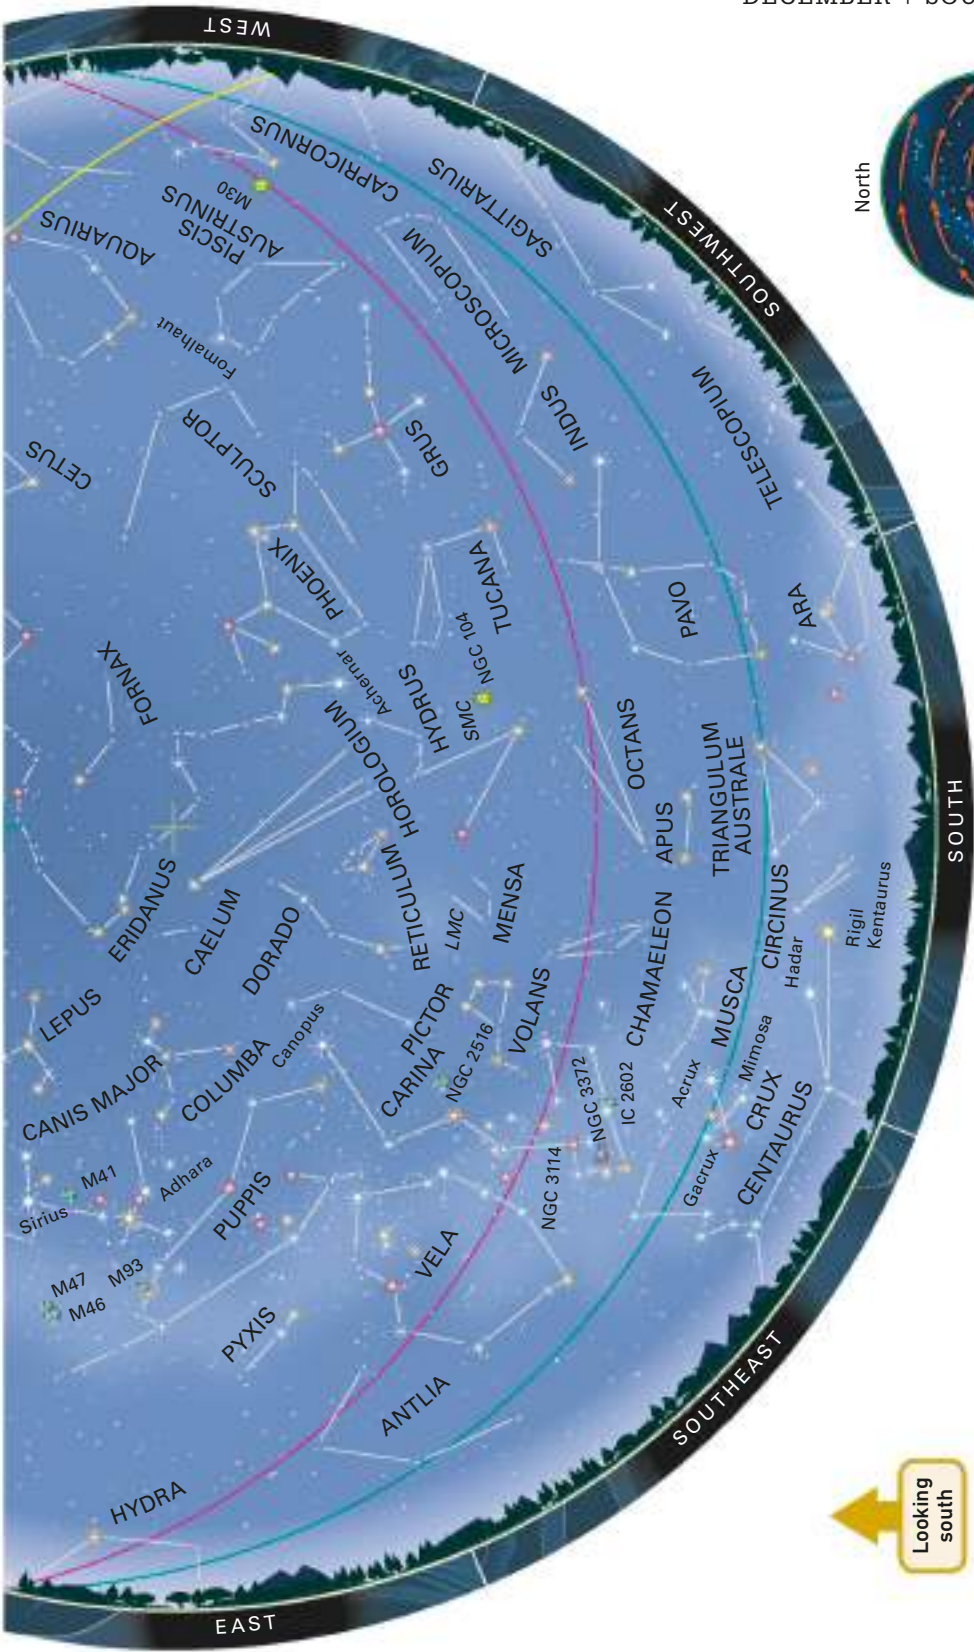 WEST
CAPRICORNUS
M30
PISCIS
AUSTRINUS
AQUARIUS
SAGITTARIUS
MICROSCOPIUM
SOUTHWEST
North
Fomalhaut
SCULPTOR
CETUS
GRUS
INDUS
TELESCOPIUM
PHOENIX
TUCANA
NGC 104
SMC
HYDRUS
Achernar
FORNAX
PAVO
ARA
HOROLOGIUM
OCTANS
APUS
TRIANGULUM
AUSTRALE
SOUTH
ERIDANUS
CAELUM
DORADO
RETICULUM
LMC
MENSA
CHAMAELEON
CIRCINUS
Hadar
Rigil
Kentaurus
LEPUS
CANIS MAJOR
COLUMBA
Canopus
PICTOR
CARINA
NGC 2516
VOLANS
NGC 3372
IC 2602
MUSCA
Acrux
Mimosa
CRUX
CENTAURUS
Gacrux
NGC 3114
Sirius
M41
Adhara
PUPPIS
VELA
M47
M46
M93
PYXIS
ANTLIA
SOUTHEAST
HYDRA
EAST
Looking
south